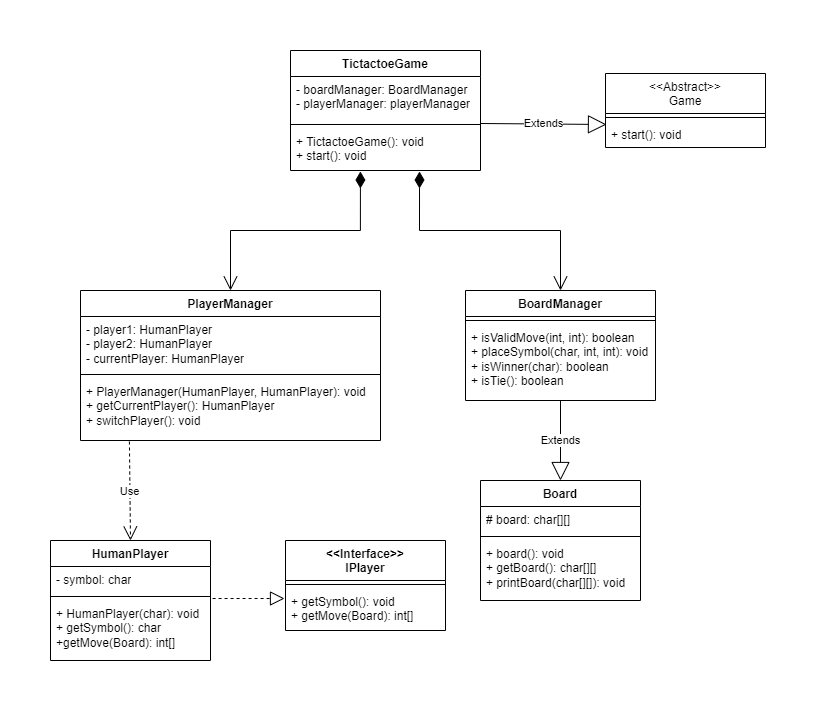 TictactoeGame
- boardManager: BoardManager
- playerManager: playerManager
+ TictactoeGame(): void
+ start(): void
Extends
<<Abstract>>
Game
+ start(): void
PlayerManager
- player1: HumanPlayer
- player2: HumanPlayer
- currentPlayer: HumanPlayer
+ PlayerManager(HumanPlayer, HumanPlayer): void
+ getCurrentPlayer(): HumanPlayer
+ switchPlayer(): void
BoardManager
+ isValidMove(int, int): boolean
+ placeSymbol(char, int, int): void
+ isWinner(char): boolean
+ isTie(): boolean
Extends
Use
Board
# board: char[][]
+ board(): void
+ getBoard(): char[][]
+ printBoard(char[][]): void
HumanPlayer
- symbol: char
+ HumanPlayer(char): void
+ getSymbol(): char
+getMove(Board): int[]
<<Interface>>
IPlayer
+ getSymbol(): void
+ getMove(Board): int[]